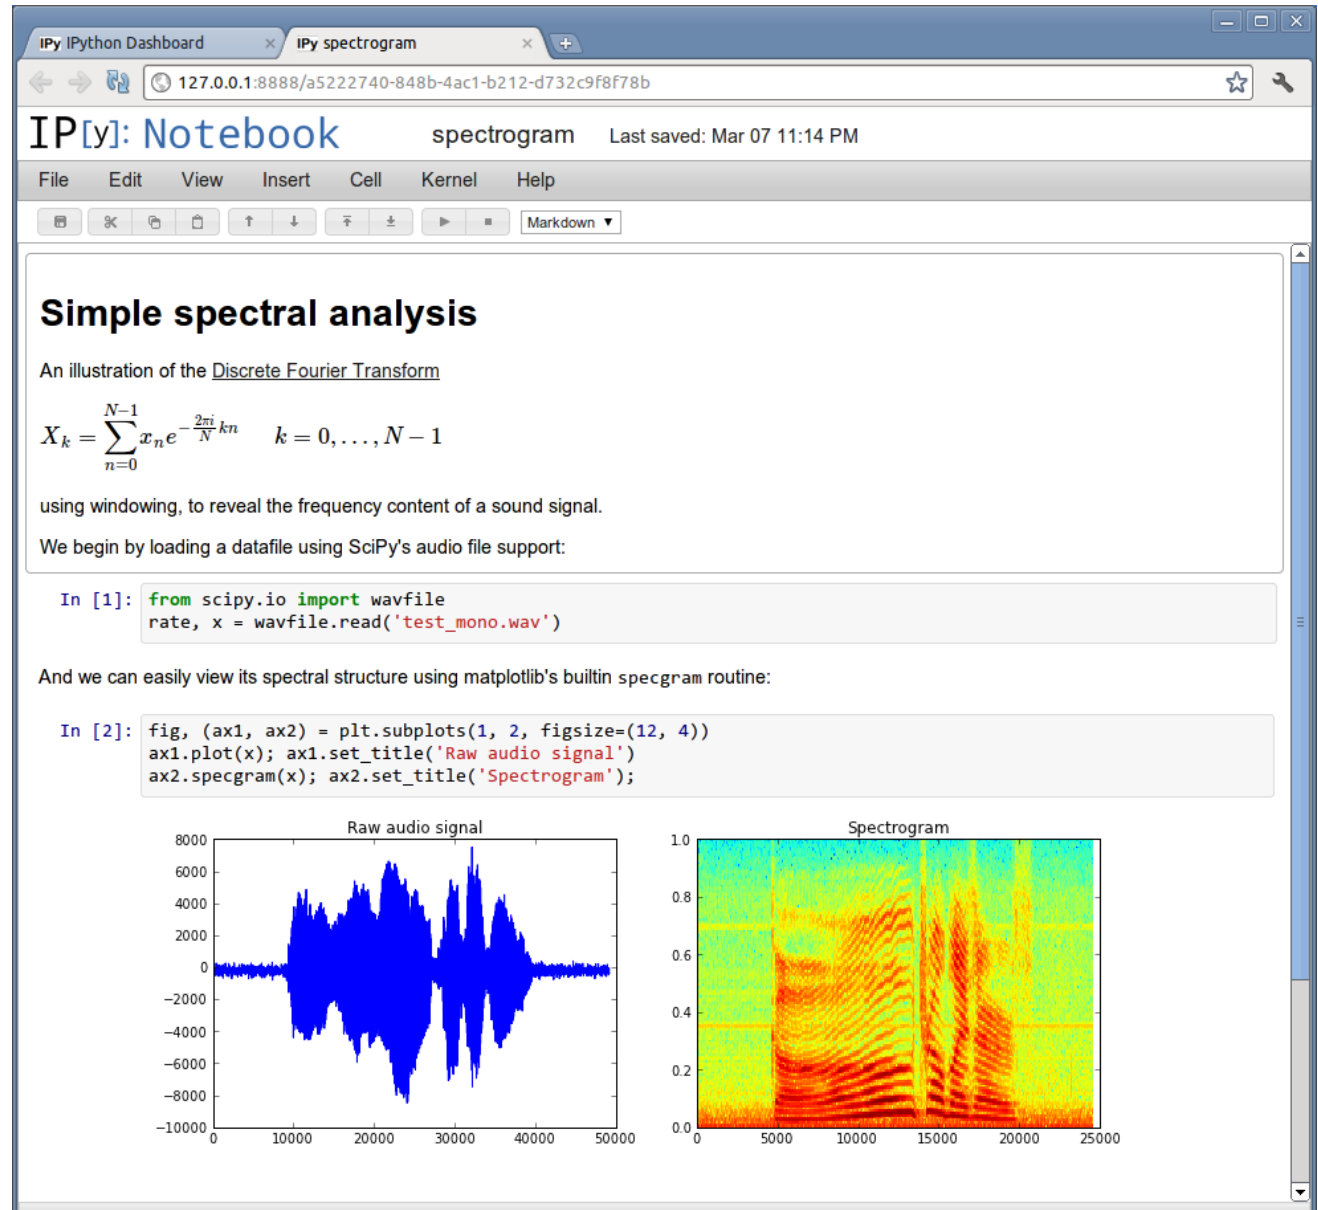 IPy IPython Dashboard
IPy spectrogram
127.0.0.1:8888/a5222740-848b-4ac1-b212-d732c9f8f78b
IP[y]: Notebook spectrogram Last saved: Mar 07 11:14 PM
File Edit View Insert Cell Kernel Help
Markdown
Simple spectral analysis
An illustration of the Discrete Fourier Transform
X_k = \sum_{n=0}^{N-1} x_n e^{-\frac{2\pi i}{N} kn} k = 0, . . . , N − 1
using windowing, to reveal the frequency content of a sound signal.
We begin by loading a datafile using SciPy's audio file support:
In [1]: from scipy.io import wavfile
rate, x = wavfile.read('test_mono.wav')
And we can easily view its spectral structure using matplotlib's builtin specgram routine:
In [2]: fig, (ax1, ax2) = plt.subplots(1, 2, figsize=(12, 4))
ax1.plot(x); ax1.set_title('Raw audio signal')
ax2.specgram(x); ax2.set_title('Spectrogram');
Raw audio signal
8000
6000
4000
2000
0
−2000
−4000
−6000
−8000
−10000
0 10000 20000 30000 40000 50000
Spectrogram
1.0
0.8
0.6
0.4
0.2
0.0
0 5000 10000 15000 20000 25000